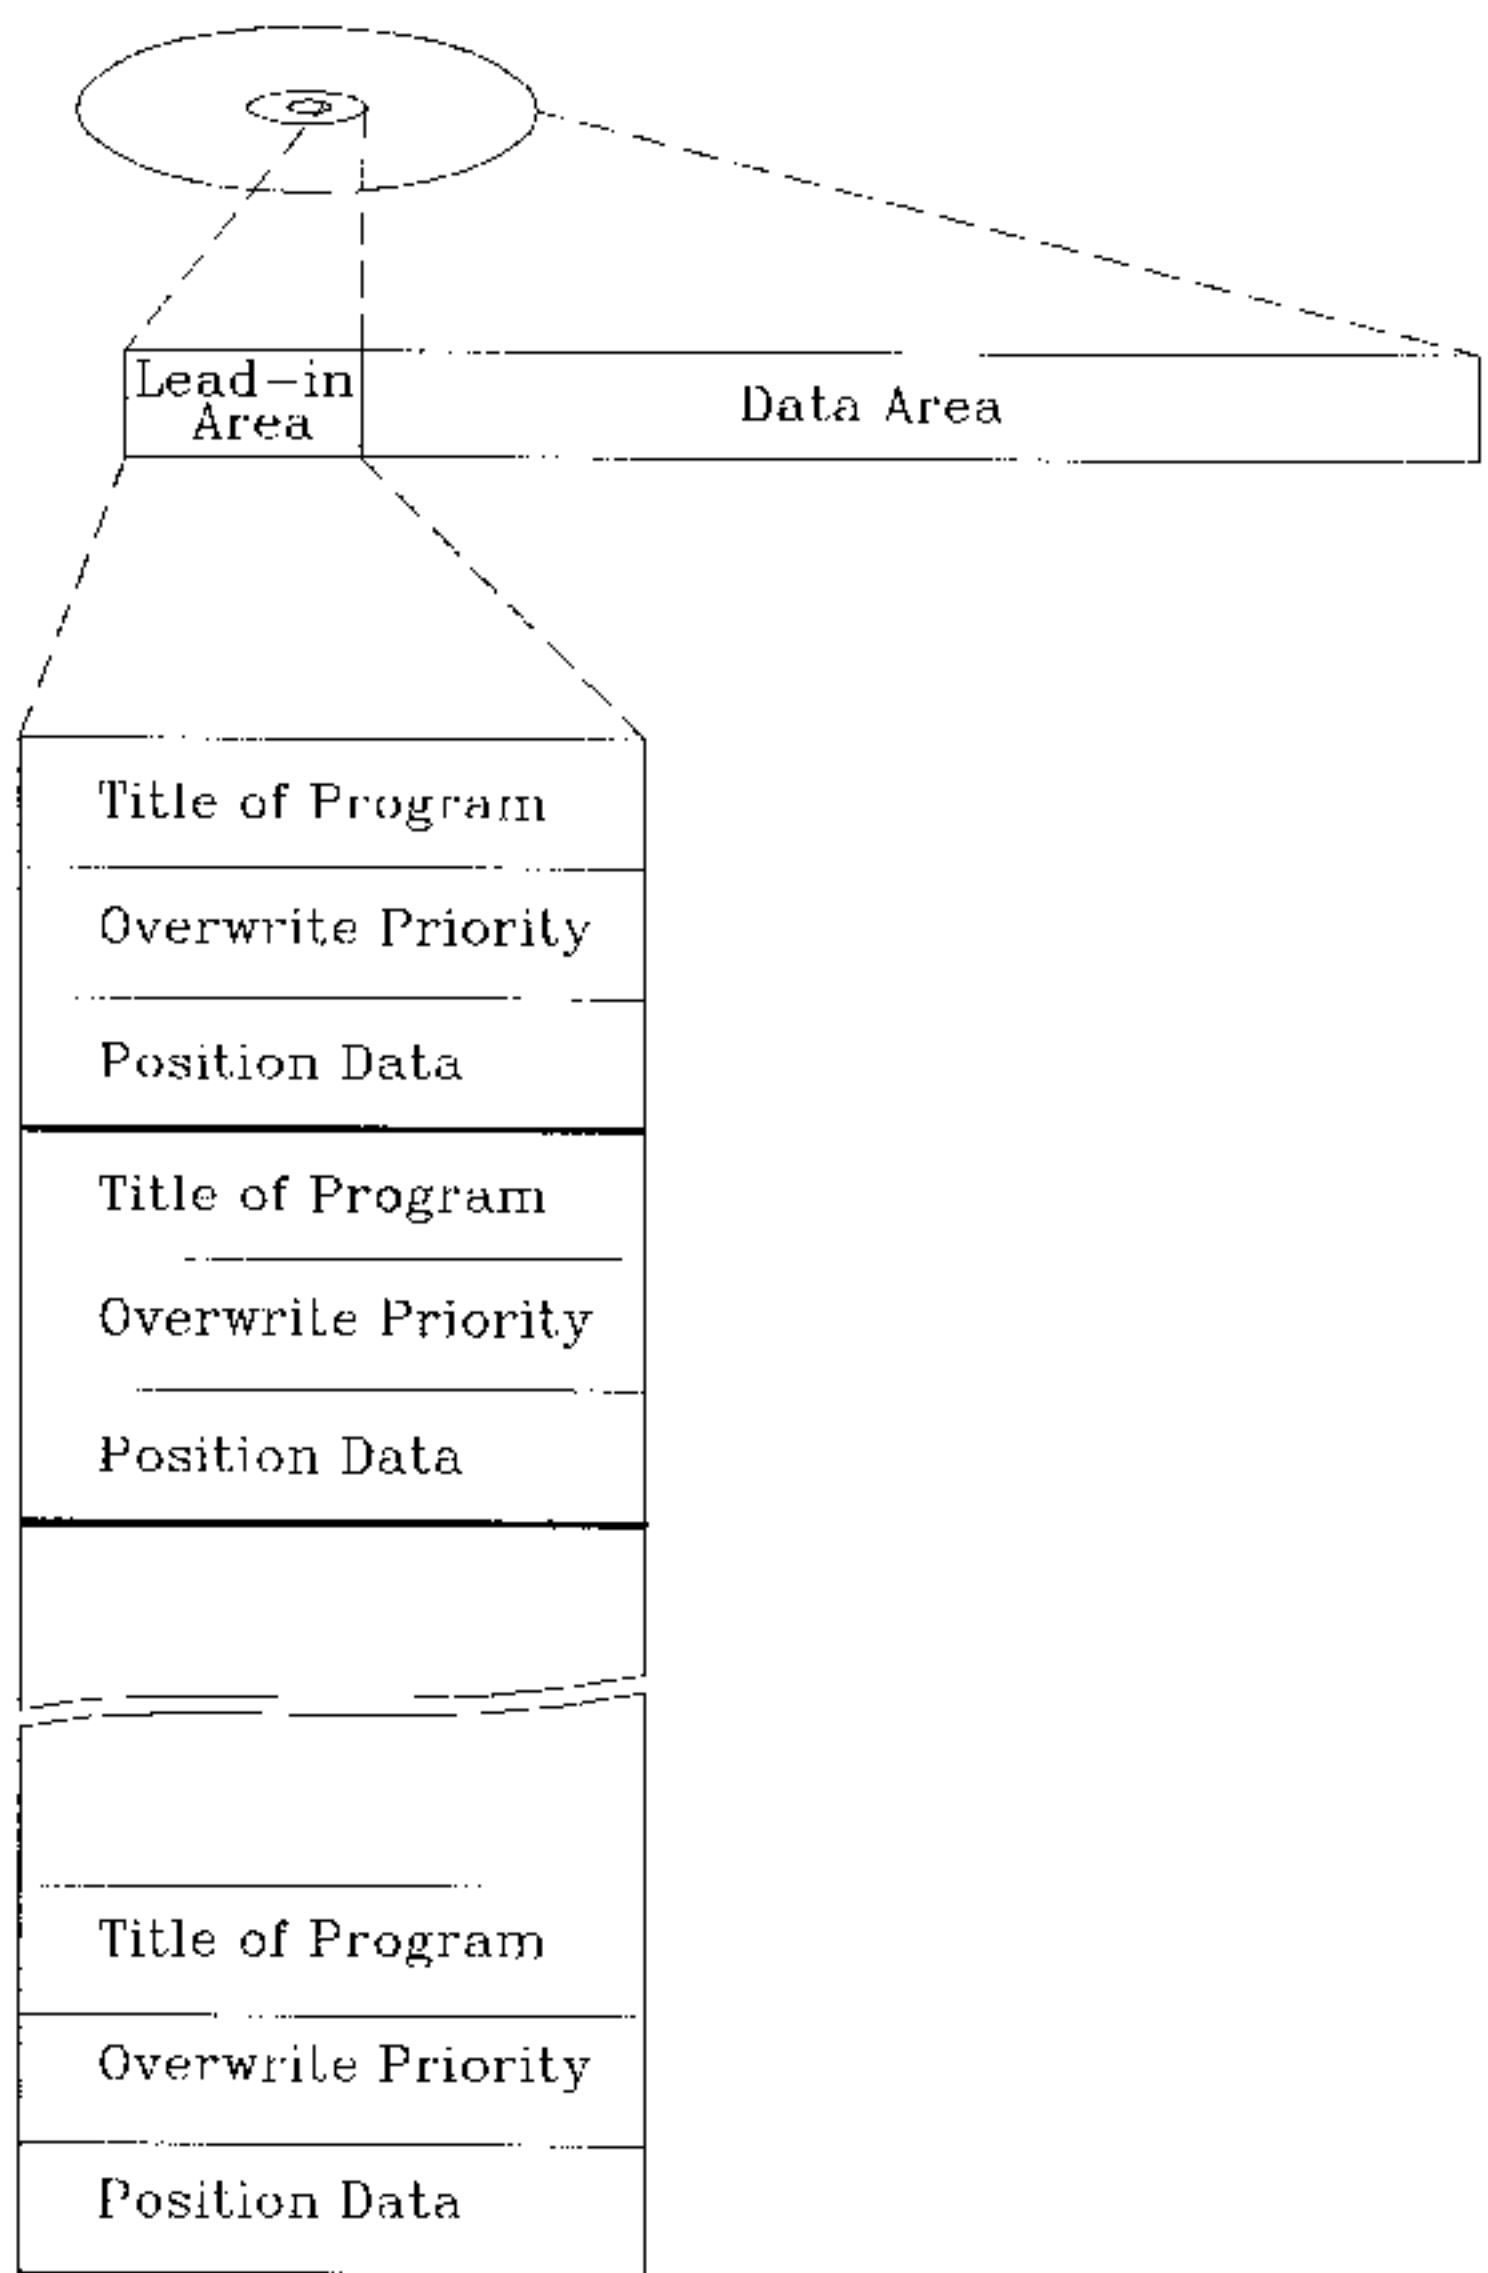 Lead-in
Area
Data Area
Title of Program
Overwrite Priority
Position Data
Title of Program
Overwrite Priority
Position Data
Title of Program
Overwrite Priority
Position Data